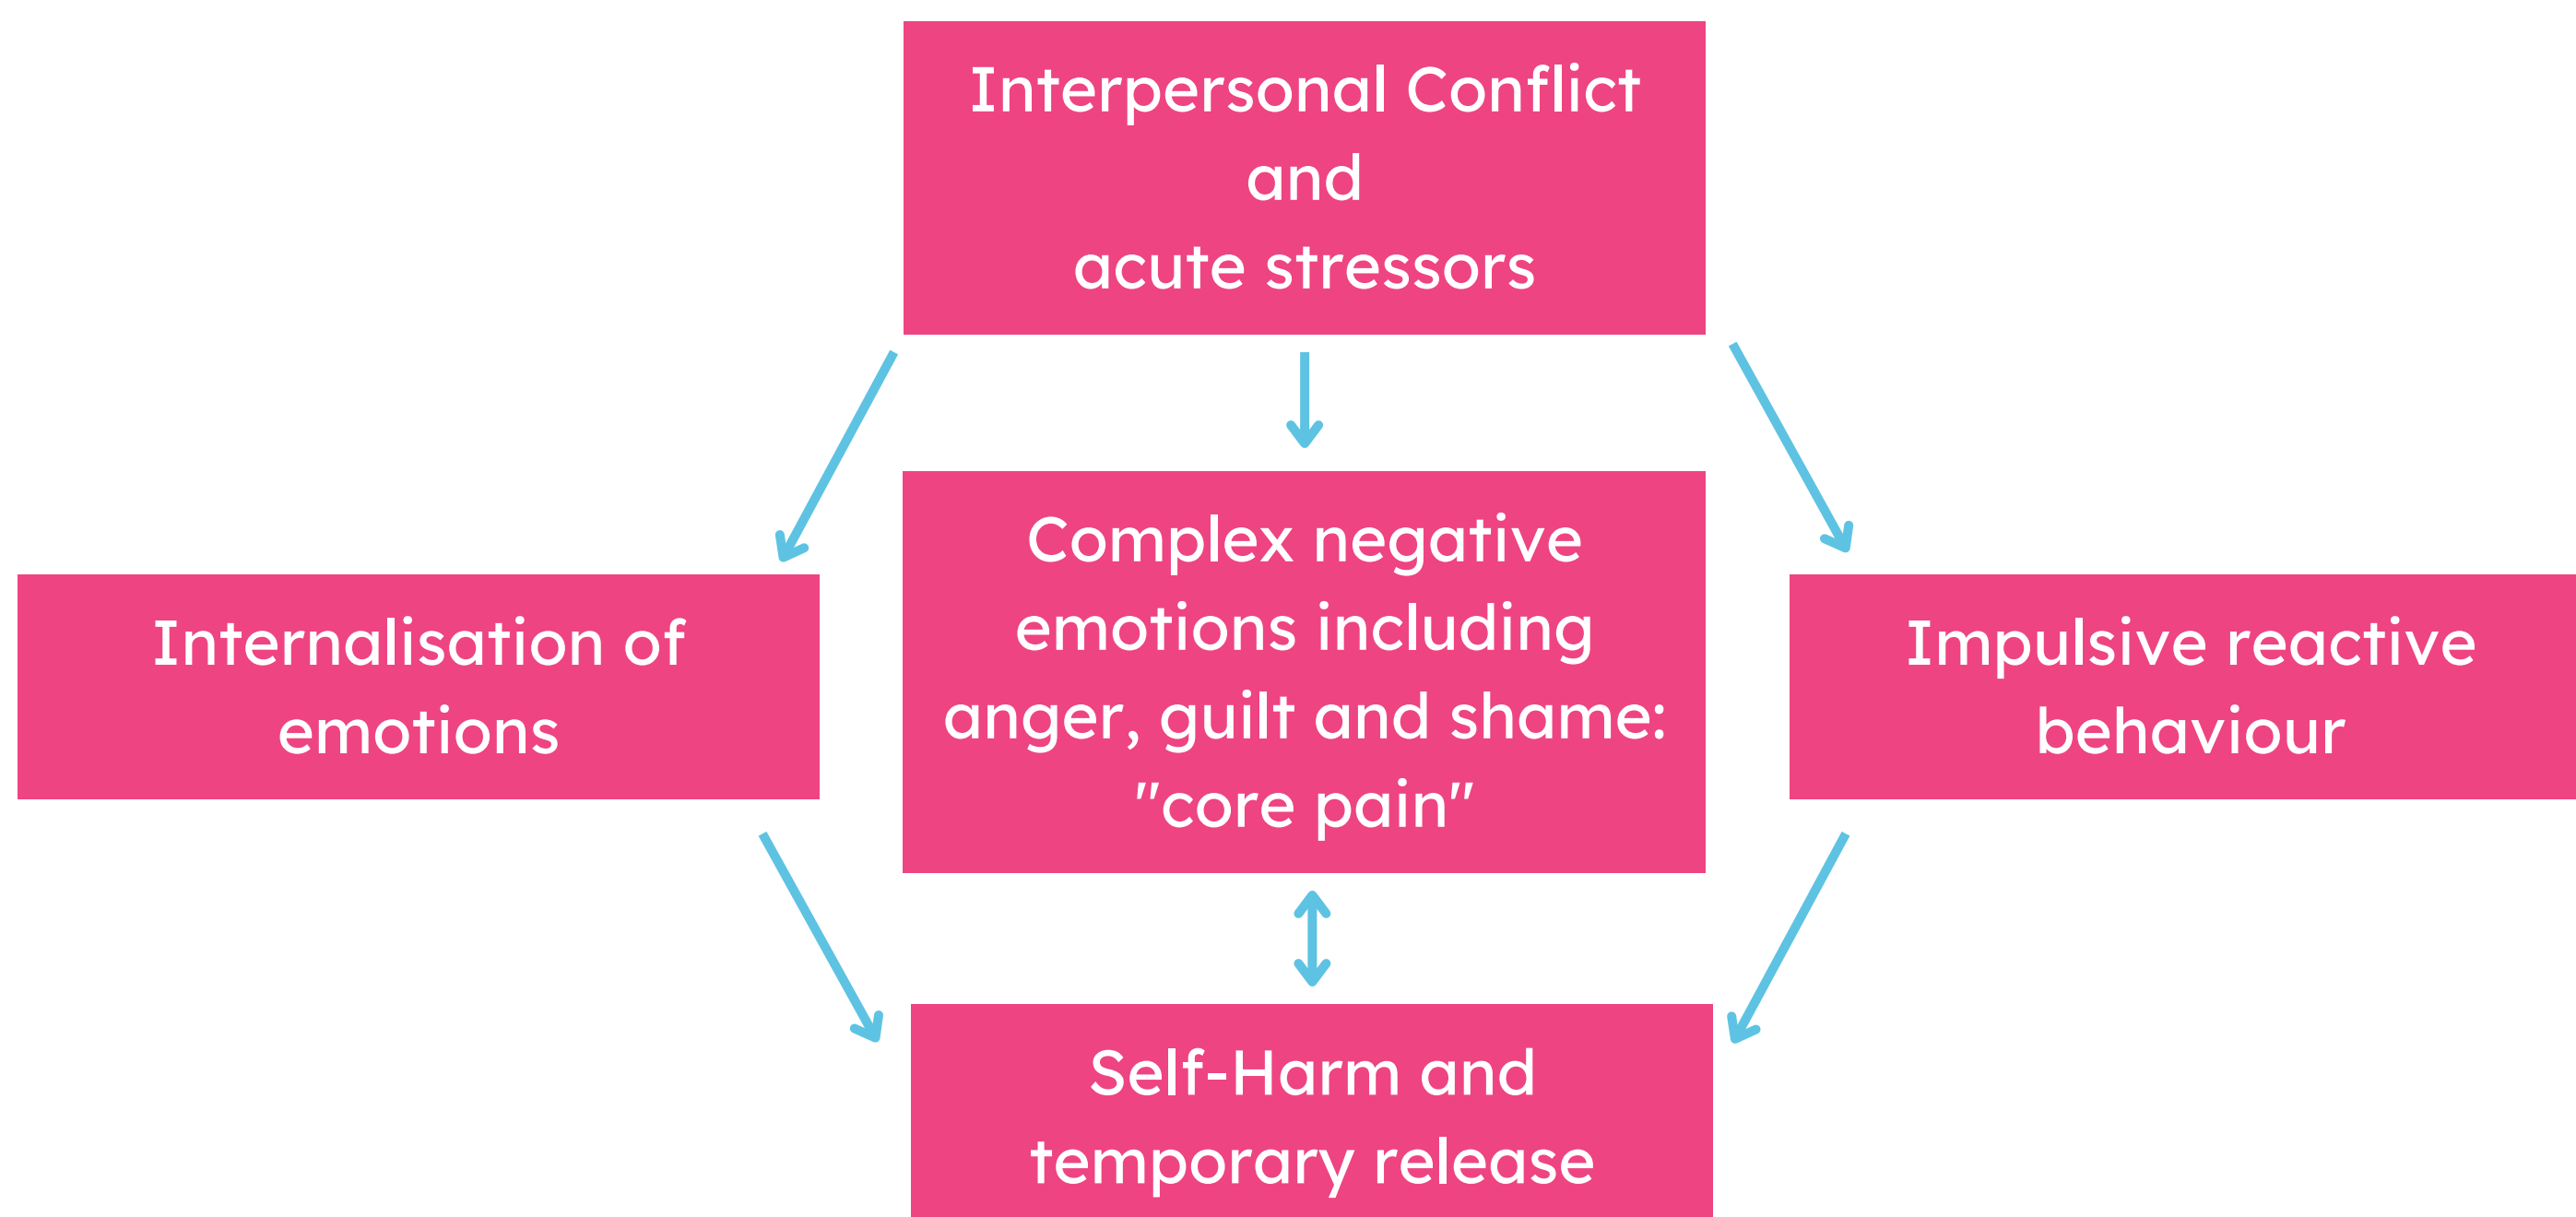 Interpersonal Conflict
and
acute stressors
Internalisation of
emotions
Complex negative
emotions including
anger, guilt and shame:
"core pain"
Impulsive reactive
behaviour
Self-Harm and
temporary release